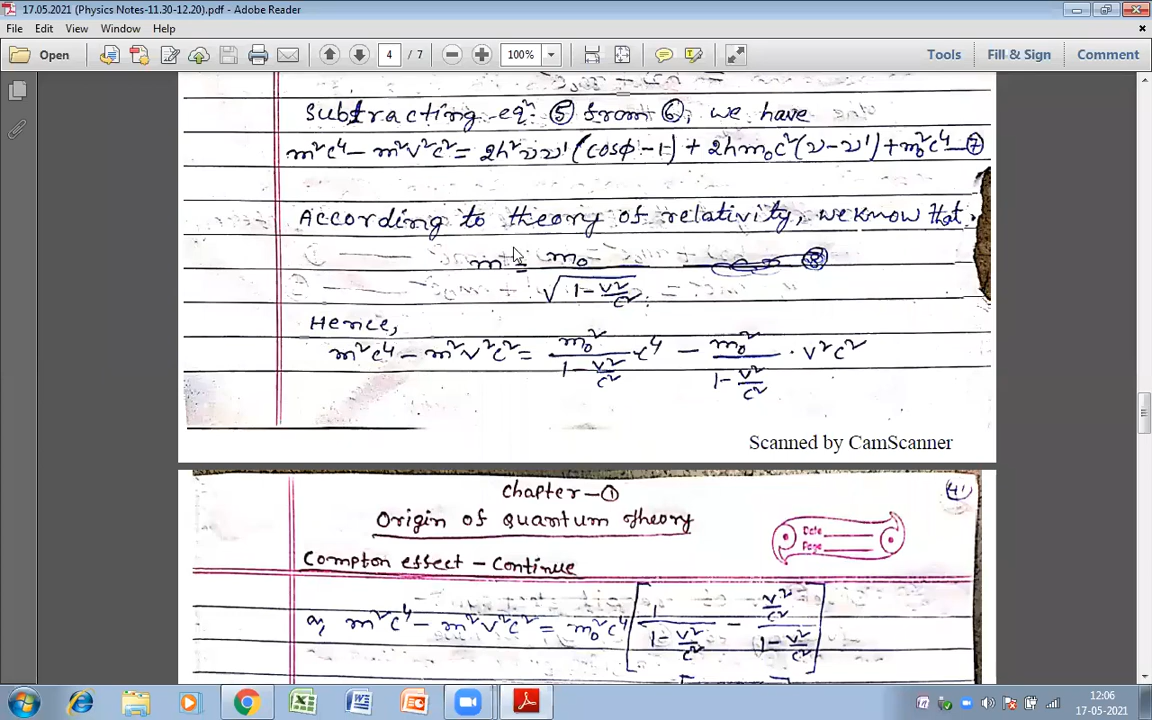 17.05.2021 (Physics Notes-11.30-12.20).pdf - Adobe Reader
File Edit View Window Help
Open 4 / 7 100% Tools Fill & Sign Comment
Subtracting eqn. ⑤ from ⑥, we have
m²c⁴ - m²v²c² = 2h²νν'(cosϕ - 1) + 2hm₀c²(ν - ν') + m₀²c⁴ — ⑦
According to theory of relativity, we know that.
m = m₀ / √(1 - v²/c²) ⑧
Hence,
m²c⁴ - m²v²c² = m₀²/(1 - v²/c²) c⁴ - m₀²/(1 - v²/c²) · v²c²
Scanned by CamScanner
Chapter - ①
41
Origin of Quantum Theory
Date
Page
Compton effect - Continue
or, m²c⁴ - m²v²c² = m₀²c⁴ [1/(1 - v²/c²) - (v²/c²)/(1 - v²/c²)]
12:06
17-05-2021